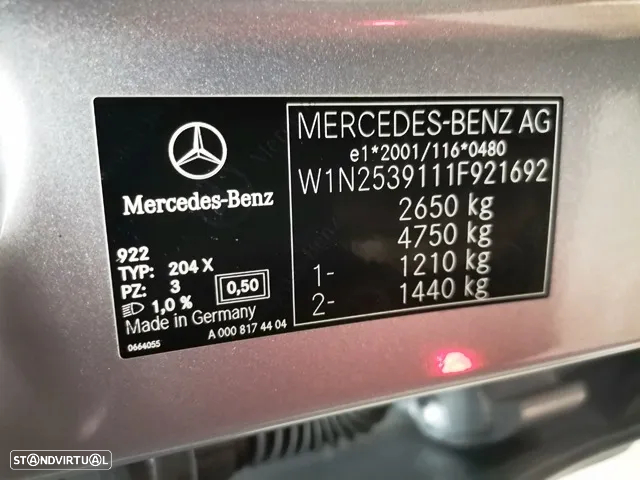 Mercedes-Benz
922
TYP: 204 X
PZ: 3
0,50
1,0 %
Made in Germany
A 000 817 44 04
0664055
MERCEDES-BENZ AG
e1*2001/116*0480
W1N2539111F921692
2650 kg
4750 kg
1- 1210 kg
2- 1440 kg
STANDVIRTUAL